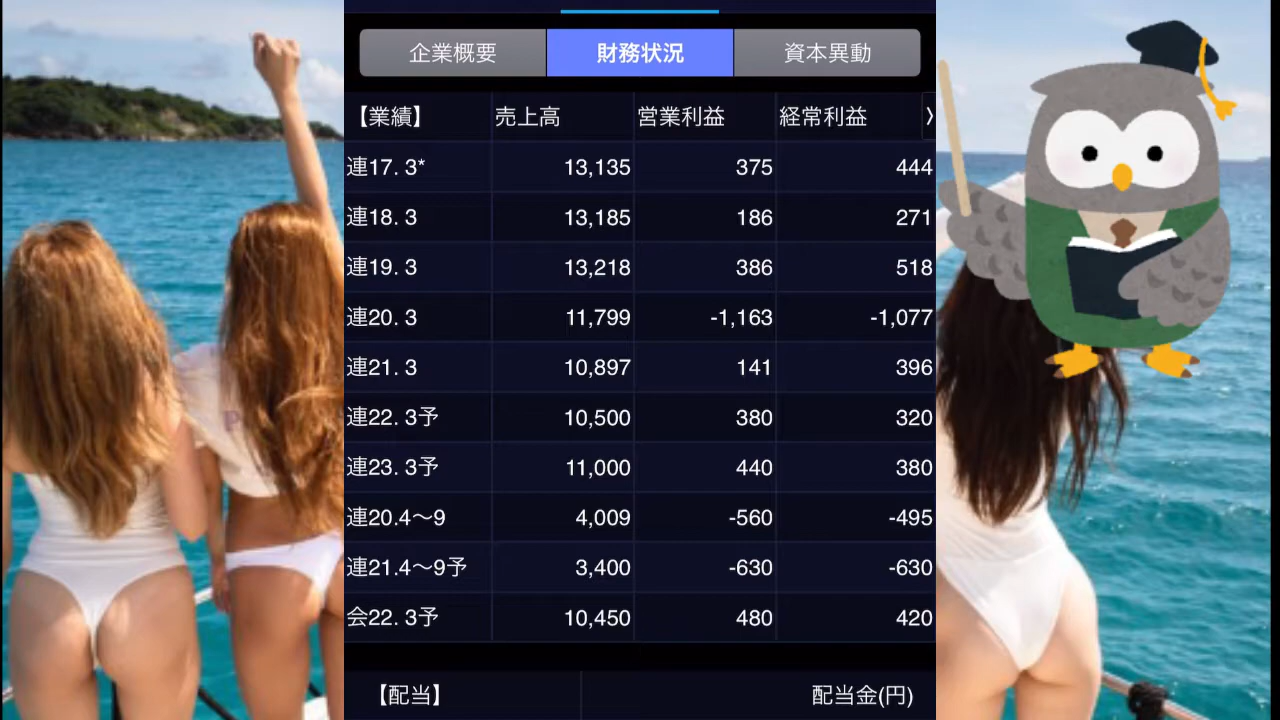 企業概要 財務状況 資本異動
【業績】 売上高 営業利益 経常利益
連17. 3* 13,135 375 444
連18. 3 13,185 186 271
連19. 3 13,218 386 518
連20. 3 11,799 -1,163 -1,077
連21. 3 10,897 141 396
連22. 3予 10,500 380 320
連23. 3予 11,000 440 380
連20.4〜9 4,009 -560 -495
連21.4〜9予 3,400 -630 -630
会22. 3予 10,450 480 420
【配当】 配当金(円)